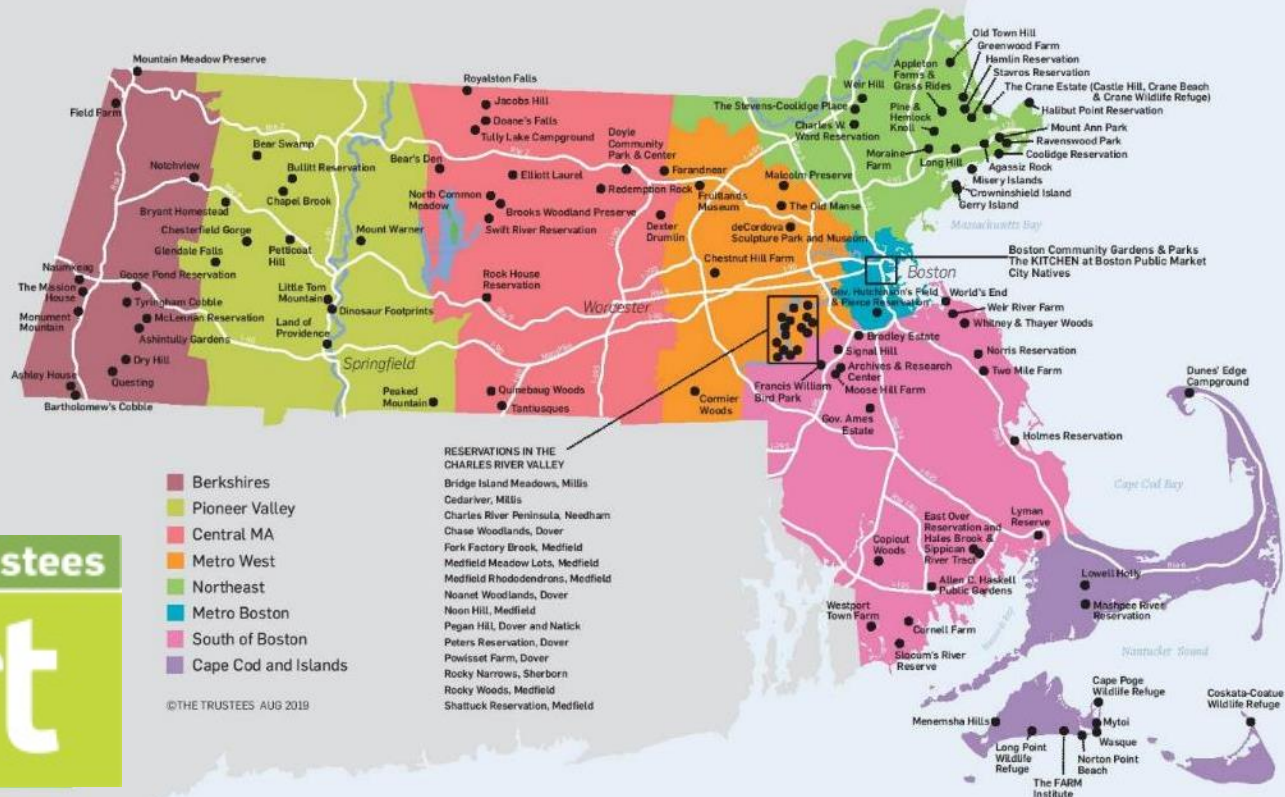 Mountain Meadow Preserve
Field Farm
Notchview
Bryant Homestead
Chesterfield Gorge
Glendale Falls
Naumkeag
Goose Pond Reservation
The Mission
House
Monument
Mountain
Tyringham Cobble
McLennan Reservation
Ashintully Gardens
Dry Hill
Questing
Ashley House
Bartholomew's Cobble
Bear Swamp
Bullitt Reservation
Chapel Brook
Petticoat
Hill
Mount Warner
Little Tom
Mountain
Dinosaur Footprints
Land of
Providence
Springfield
Peaked
Mountain
Royalston Falls
Jacobs Hill
Doane's Falls
Tully Lake Campground
Bear's Den
Doyle
Community
Park & Center
Elliott Laurel
North Common
Meadow
Redemption Rock
Brooks Woodland Preserve
Swift River Reservation
Dexter
Drumlin
Rock House
Reservation
Worcester
Quinebaug Woods
Tantiusques
Farandnear
Fruitlands
Museum
Malcolm Preserve
The Old Manse
deCordova
Sculpture Park and Museum
Chestnut Hill Farm
Cormier
Woods
The Stevens-Coolidge Place
Weir Hill
Charles W.
Ward Reservation
Appleton
Farms &
Grass Rides
Pine &
Hemlock
Knoll
Moraine
Farm
Long Hill
Old Town Hill
Greenwood Farm
Hamlin Reservation
Stavros Reservation
The Crane Estate (Castle Hill, Crane Beach
& Crane Wildlife Refuge)
Halibut Point Reservation
Mount Ann Park
Ravenswood Park
Coolidge Reservation
Agassiz Rock
Misery Islands
Crowninshield Island
Gerry Island
Massachusetts Bay
Boston Community Gardens & Parks
The KITCHEN at Boston Public Market
City Natives
Boston
Gov. Hutchinson's Field
& Pierce Reservation
World's End
Weir River Farm
Whitney & Thayer Woods
Bradley Estate
Signal Hill
Norris Reservation
Archives & Research
Center
Two Mile Farm
Moose Hill Farm
Francis William
Bird Park
Gov. Ames
Estate
Dunes' Edge
Campground
Holmes Reservation
Cape Cod Bay
Lyman
Reserve
East Over
Reservation and
Hales Brook &
Sippican
River Tract
Copicut
Woods
Allen C. Haskell
Public Gardens
Westport
Town Farm
Cornell Farm
Slocum's River
Reserve
Lowell Holly
Mashpee River
Reservation
Nantucket Sound
Cape Poge
Wildlife Refuge
Coskata-Coatue
Wildlife Refuge
Menemsha Hills
Mytoi
Wasque
Long Point
Wildlife
Refuge
Norton Point
Beach
The FARM
Institute
Berkshires
Pioneer Valley
Central MA
Metro West
Northeast
Metro Boston
South of Boston
Cape Cod and Islands
©THE TRUSTEES AUG 2019
RESERVATIONS IN THE
CHARLES RIVER VALLEY
Bridge Island Meadows, Millis
Cedariver, Millis
Charles River Peninsula, Needham
Chase Woodlands, Dover
Fork Factory Brook, Medfield
Medfield Meadow Lots, Medfield
Medfield Rhododendrons, Medfield
Noanet Woodlands, Dover
Noon Hill, Medfield
Pegan Hill, Dover and Natick
Peters Reservation, Dover
Powisset Farm, Dover
Rocky Narrows, Sherborn
Rocky Woods, Medfield
Shattuck Reservation, Medfield
stees
t